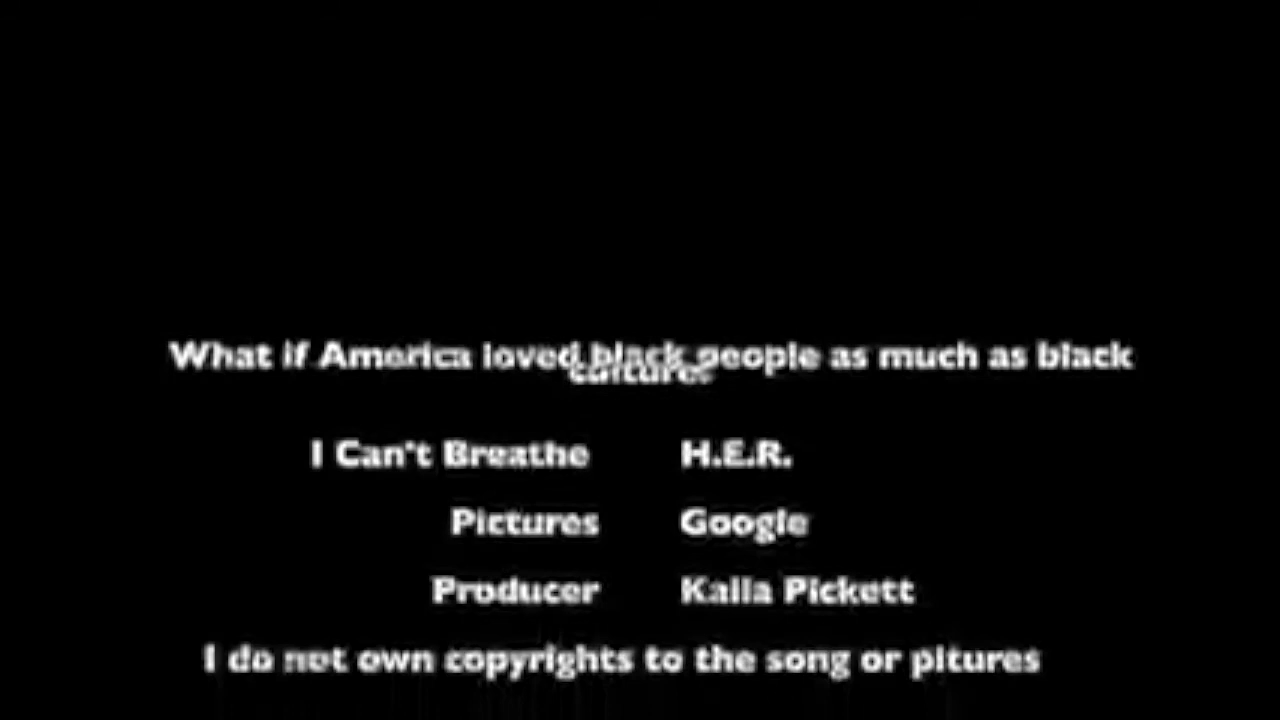 What if America loved black people as much as black
culture?
I Can't Breathe H.E.R.
Pictures Google
Producer Kalla Pickett
I do not own copyrights to the song or pitures